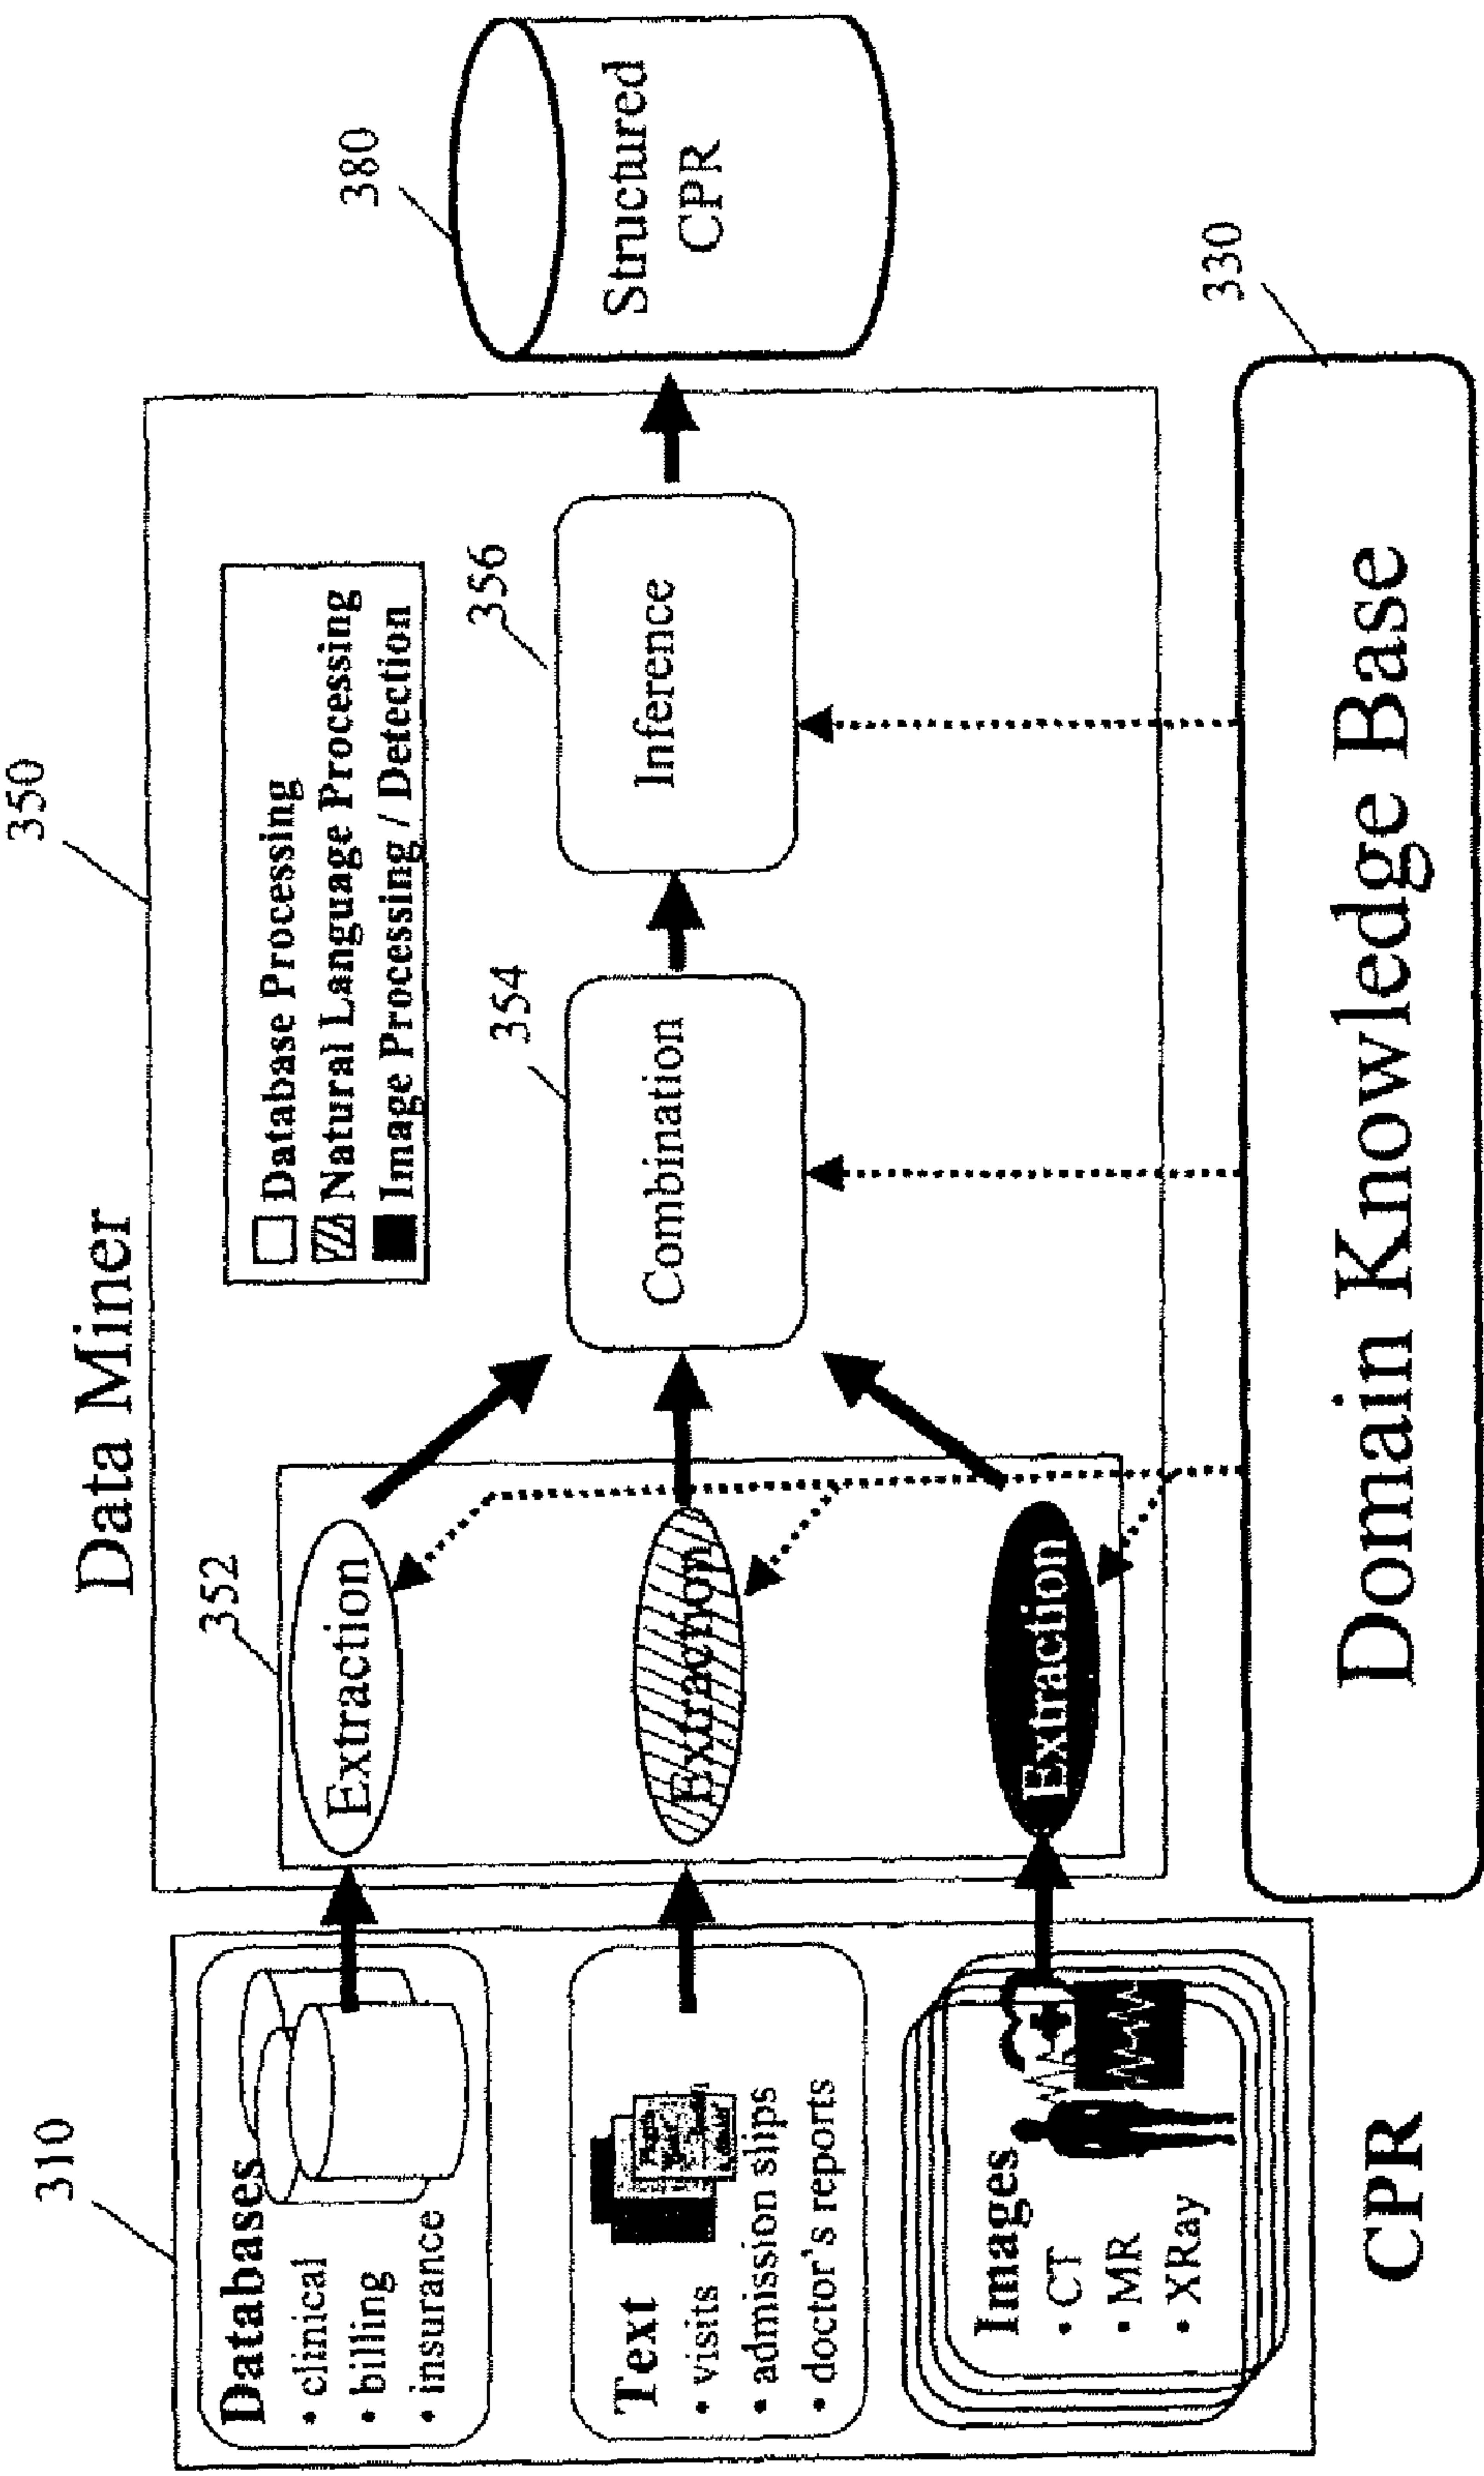 350
Data Miner
310
352
380
Databases
• clinical
• billing
• insurance
Text
• visits
• admission slips
• doctor's reports
Images
• CT
• MR
• XRay
CPR
Extraction
Extraction
Extraction
Database Processing
Natural Language Processing
Image Processing / Detection
354
Combination
356
Inference
Structured
CPR
330
Domain Knowledge Base